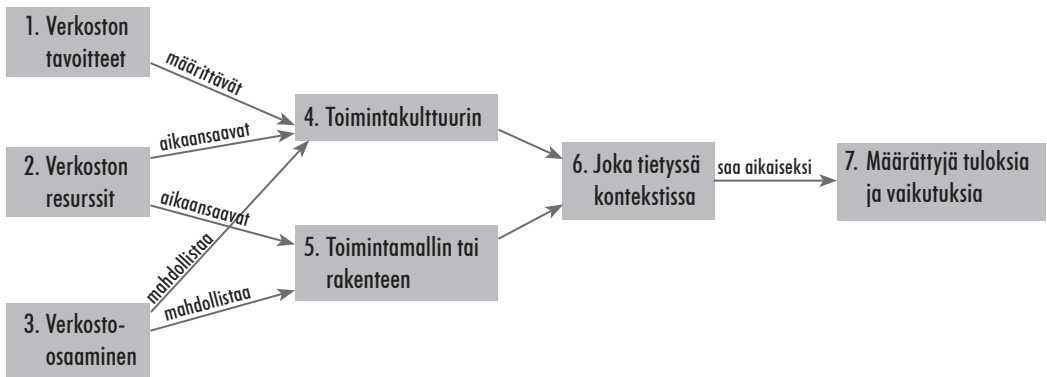 1. Verkoston
tavoitteet
määrittävät
2. Verkoston
resurssit
aikaansaavat
aikaansaavat
3. Verkosto-
osaaminen
mahdollistaa
mahdollistaa
4. Toimintakulttuurin
5. Toimintamallin tai
rakenteen
6. Joka tietyssä
kontekstissa
saa aikaiseksi
7. Määrättyjä tuloksia
ja vaikutuksia